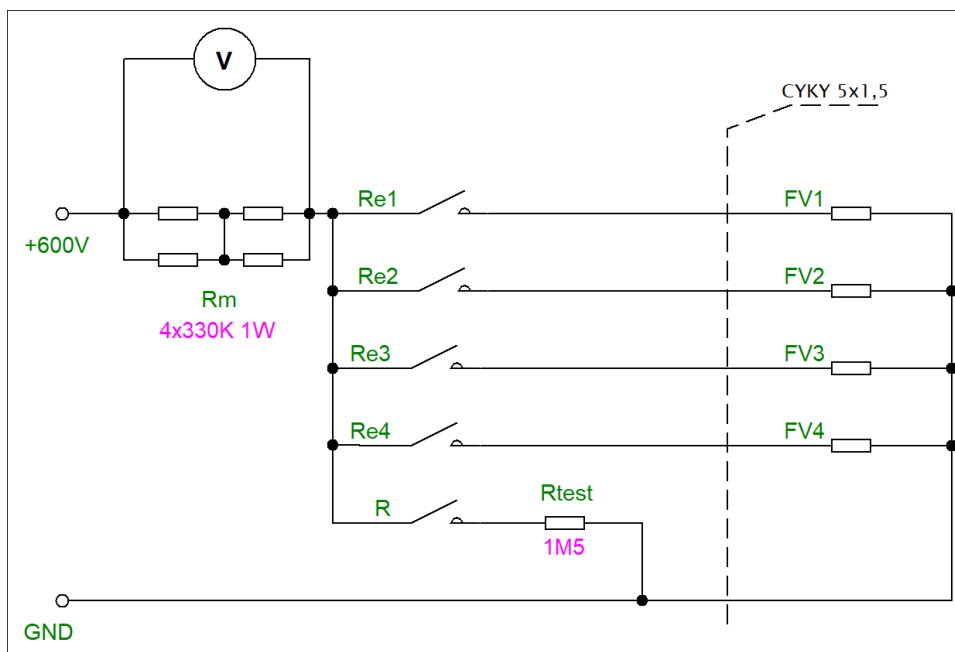 V
CYKY 5x1,5
Re1
FV1
+600V
Re2
FV2
Rm
4x330K 1W
Re3
FV3
Re4
FV4
R
Rtest
1M5
GND